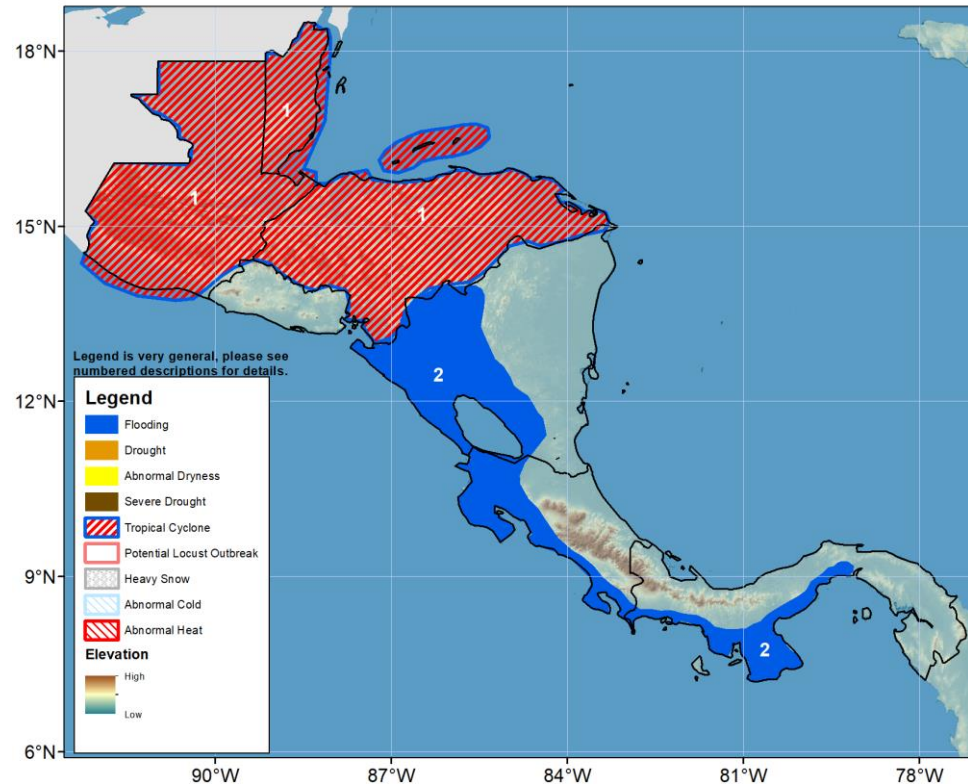 18°N
15°N
12°N
9°N
6°N
1
1
1
2
2
Legend is very general, please see
numbered descriptions for details.
Legend
Flooding
Drought
Abnormal Dryness
Severe Drought
Tropical Cyclone
Potential Locust Outbreak
Heavy Snow
Abnormal Cold
Abnormal Heat
Elevation
High
Low
90°W
87°W
84°W
81°W
78°W